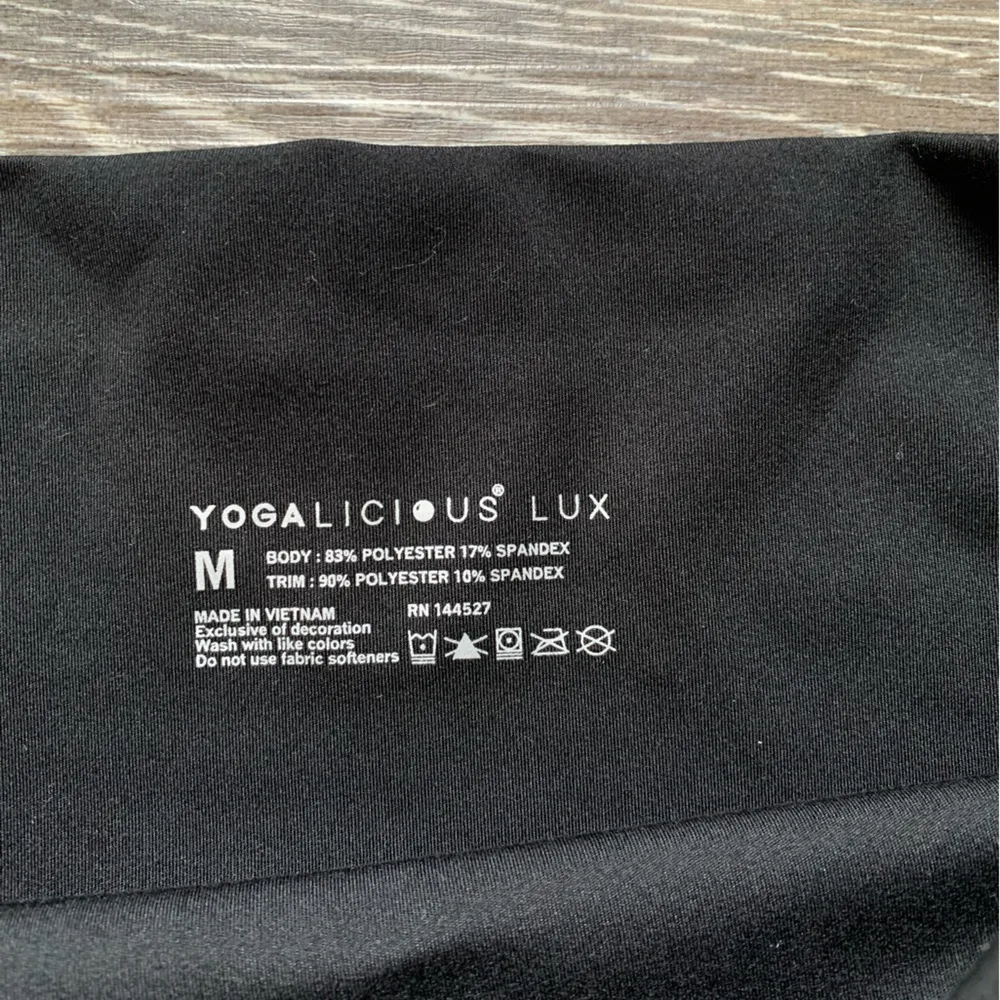 YOGALICIOUS® LUX
M
BODY : 83% POLYESTER 17% SPANDEX
TRIM : 90% POLYESTER 10% SPANDEX
MADE IN VIETNAM
RN 144527
Exclusive of decoration
Wash with like colors
Do not use fabric softeners